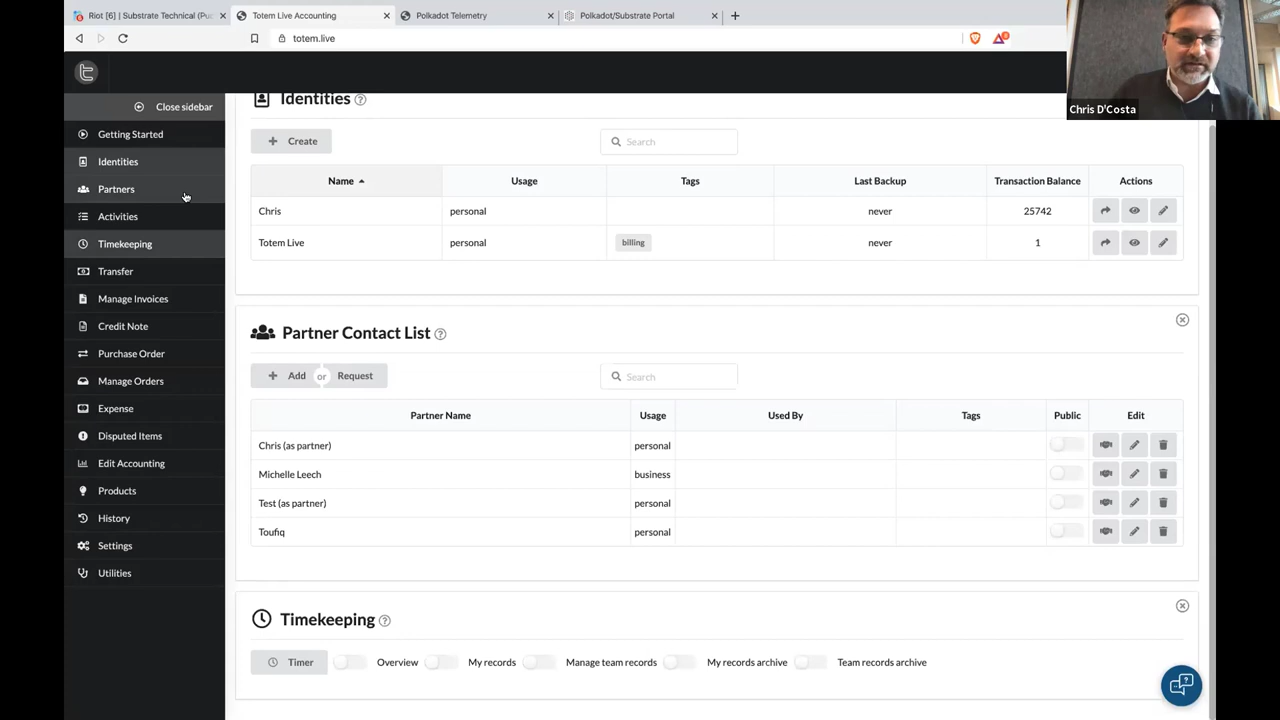 Riot [6] | Substrate Technical (Pu
Totem Live Accounting
Polkadot Telemetry
Polkadot/Substrate Portal
totem.live
Chris D'Costa
Close sidebar
Getting Started
Identities
Partners
Activities
Timekeeping
Transfer
Manage Invoices
Credit Note
Purchase Order
Manage Orders
Expense
Disputed Items
Edit Accounting
Products
History
Settings
Utilities
Identities
Create
Search
Name Usage Tags Last Backup Transaction Balance Actions
Chris personal never 25742
Totem Live personal billing never 1
Partner Contact List
Add or Request
Search
Partner Name Usage Used By Tags Public Edit
Chris (as partner) personal
Michelle Leech business
Test (as partner) personal
Toufiq personal
Timekeeping
Timer Overview My records Manage team records My records archive Team records archive